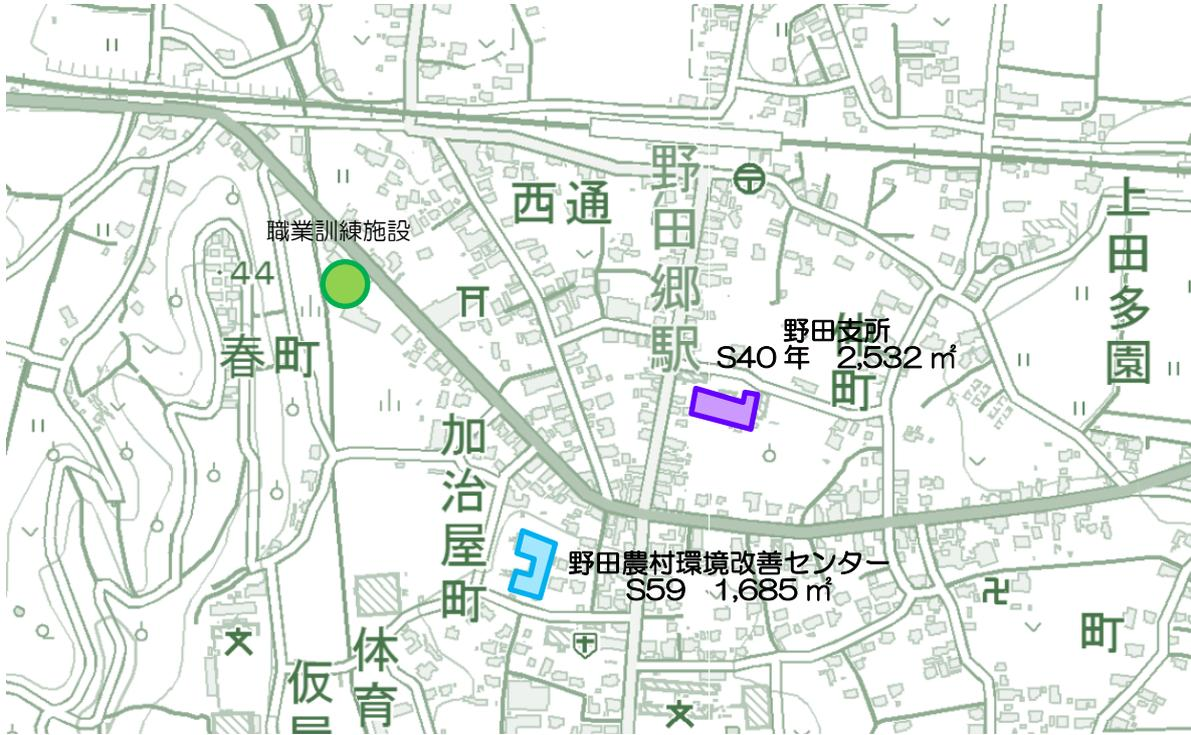 野田郷駅
西通
上田多園
職業訓練施設
44
春町
野田支所
S40年 2,532㎡
町
加治屋町
野田農村環境改善センター
S59 1,685㎡
町
体育
仮屋